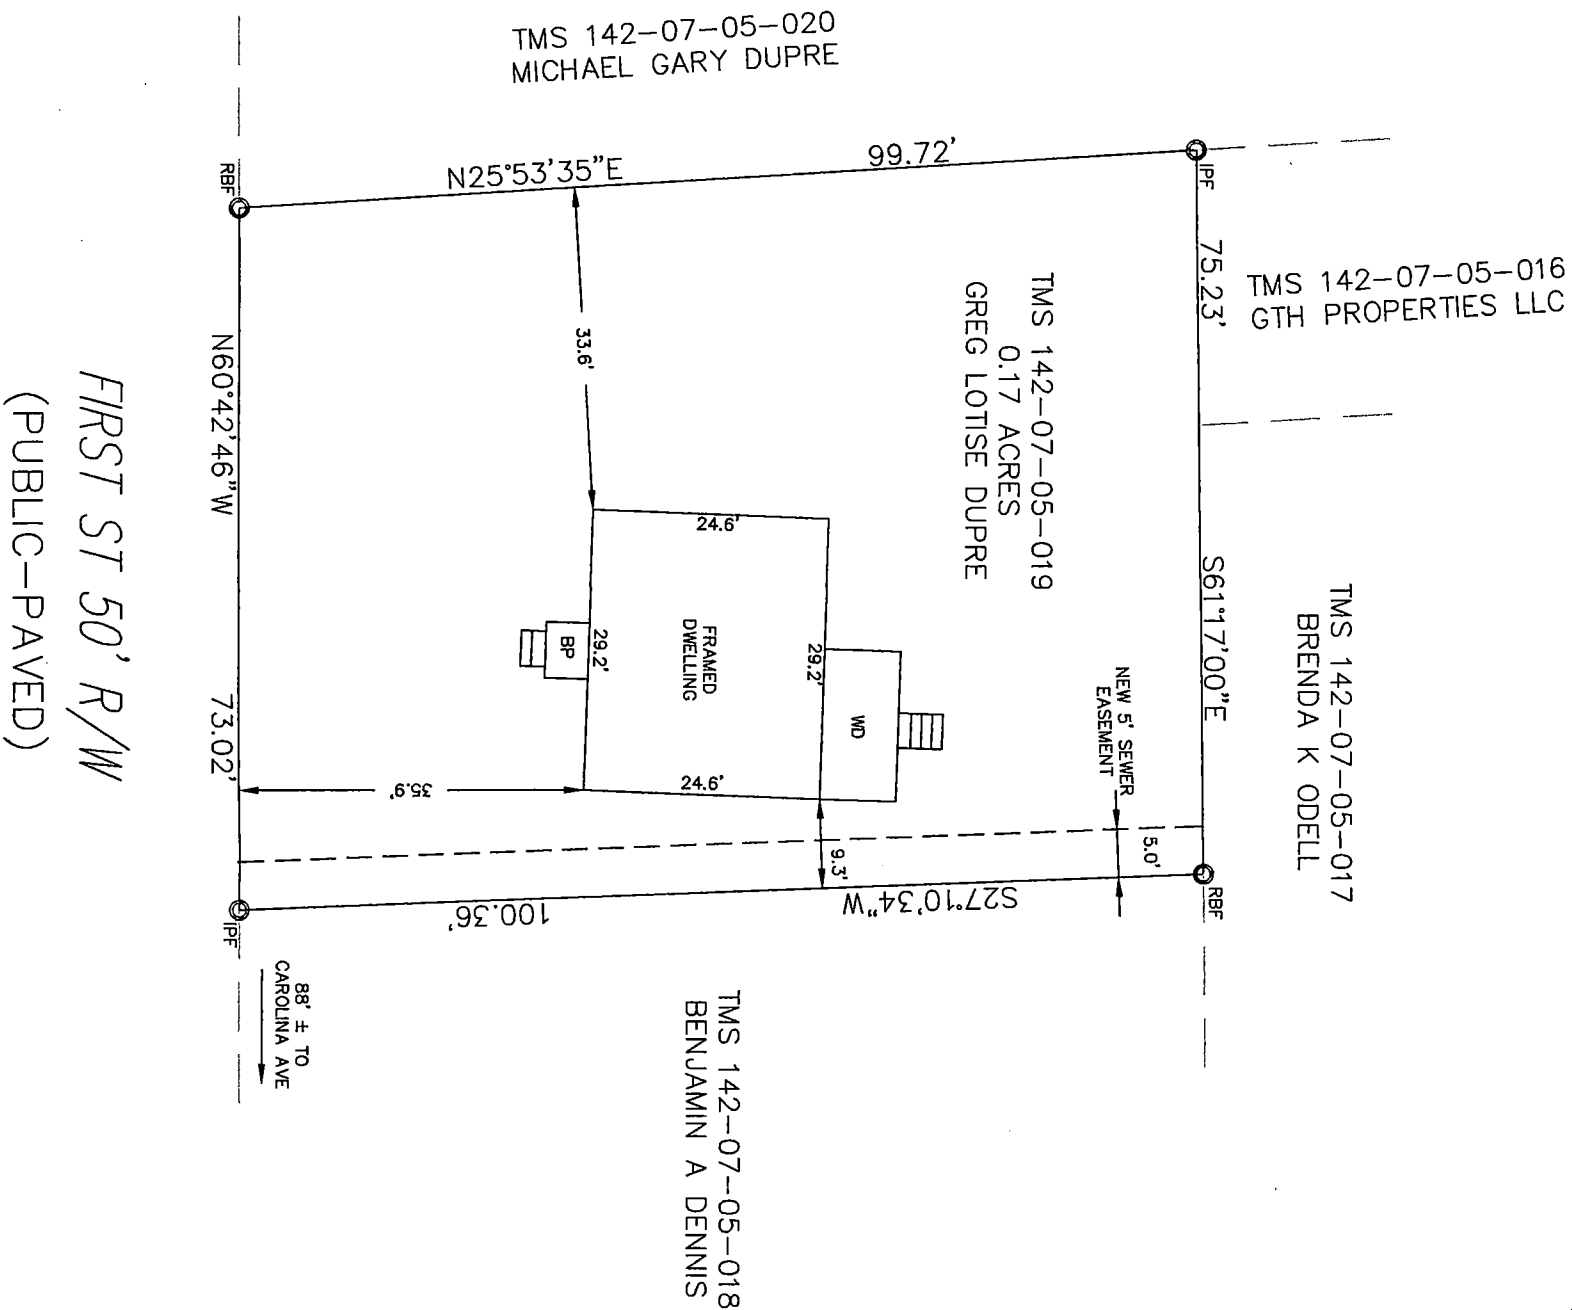 TMS 142-07-05-020
MICHAEL GARY DUPRE
N25°53'35"E
99.72'
RBF
IPF
75.23'
S61°17'00"E
TMS 142-07-05-016
GTH PROPERTIES LLC
TMS 142-07-05-017
BRENDA K ODELL
TMS 142-07-05-019
0.17 ACRES
GREG LOTISE DUPRE
33.6'
24.6'
29.2'
FRAMED
DWELLING
29.2'
24.6'
BP
WD
NEW 5' SEWER
EASEMENT
5.0'
9.3'
35.9'
RBF
S27°10'34"W
100.36'
IPF
N60°42'46"W
73.02'
FIRST ST 50' R/W
(PUBLIC-PAVED)
88' ± TO
CAROLINA AVE
TMS 142-07-05-018
BENJAMIN A DENNIS